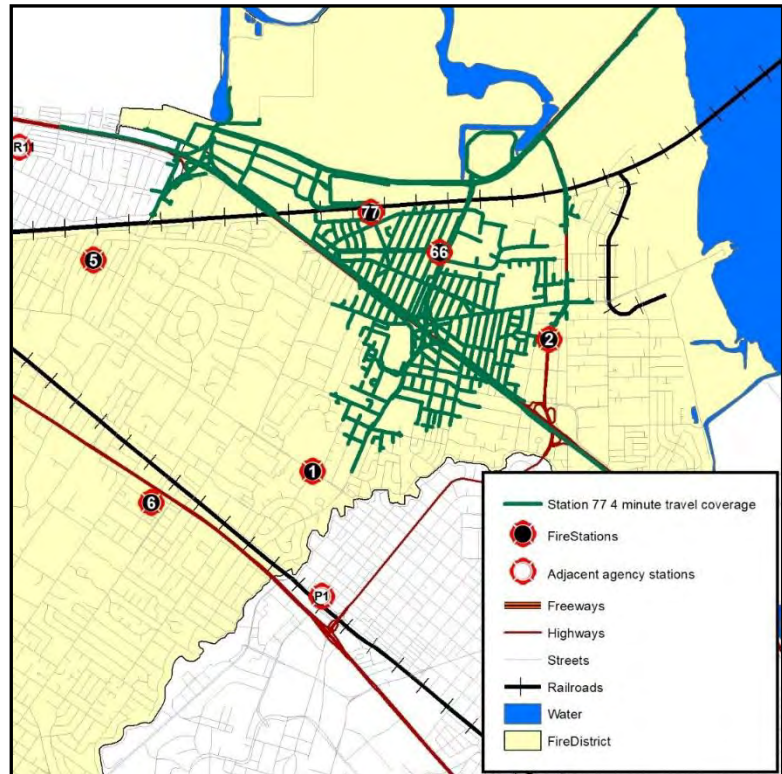 R11
77
66
5
2
1
6
P1
Station 77 4 minute travel coverage
FireStations
Adjacent agency stations
Freeways
Highways
Streets
Railroads
Water
FireDistrict